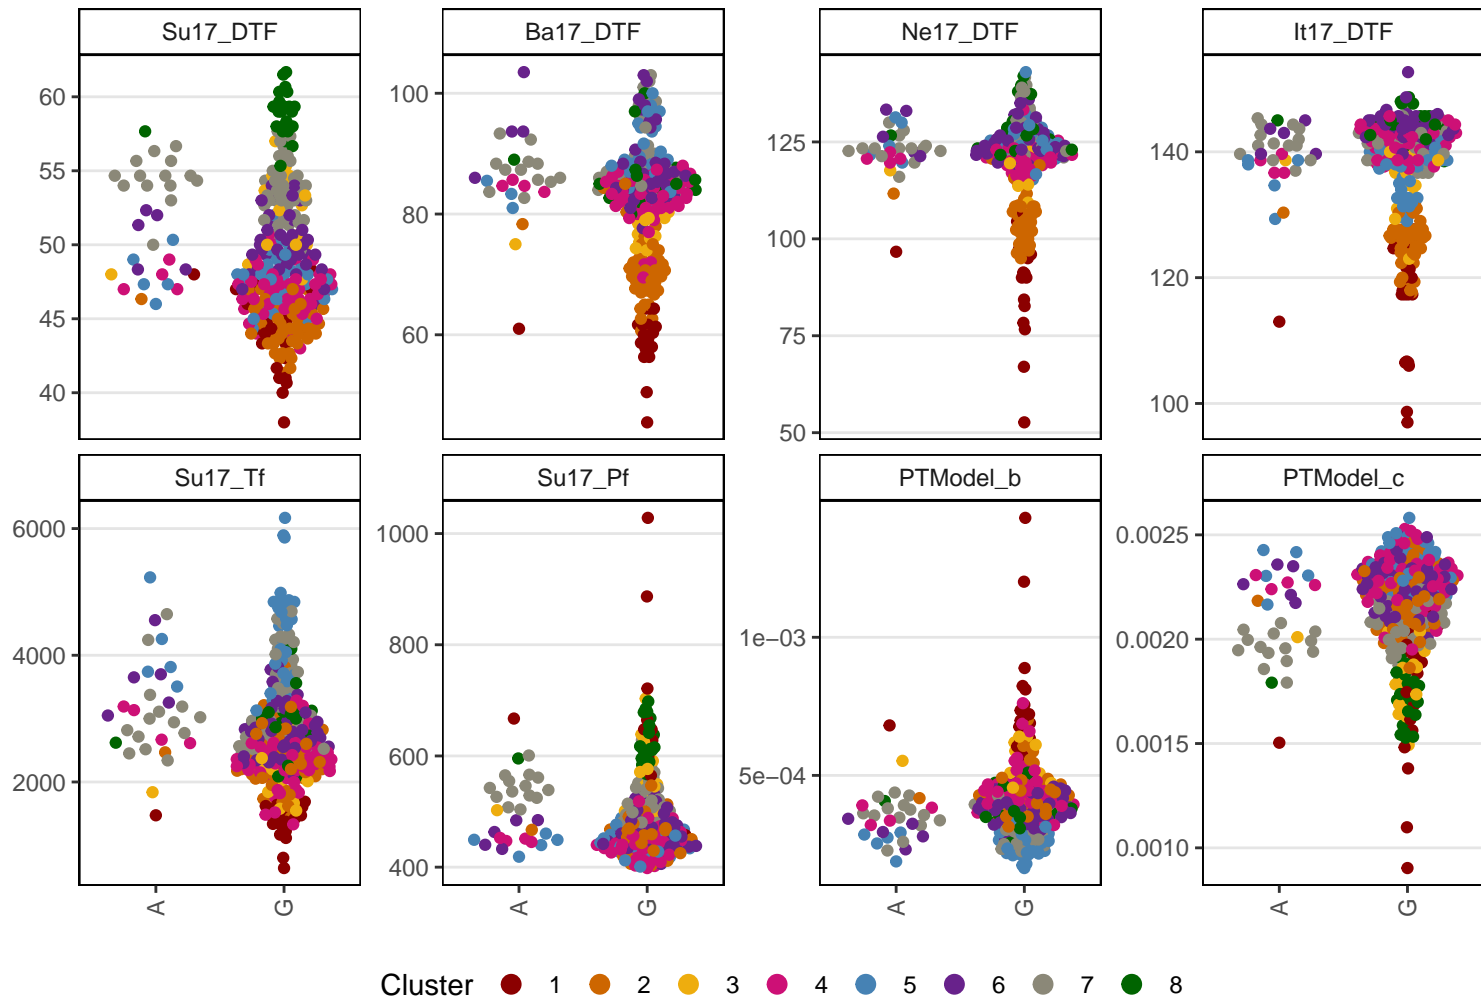 Su17_DTF
Ba17_DTF
Ne17_DTF
It17_DTF
60
55
50
45
40
100
80
60
125
100
75
50
140
120
100
Su17_Tf
Su17_Pf
PTModel_b
PTModel_c
6000
4000
2000
1000
800
600
400
1e−03
5e−04
0.0025
0.0020
0.0015
0.0010
A G
A G
A G
A G
Cluster 1 2 3 4 5 6 7 8